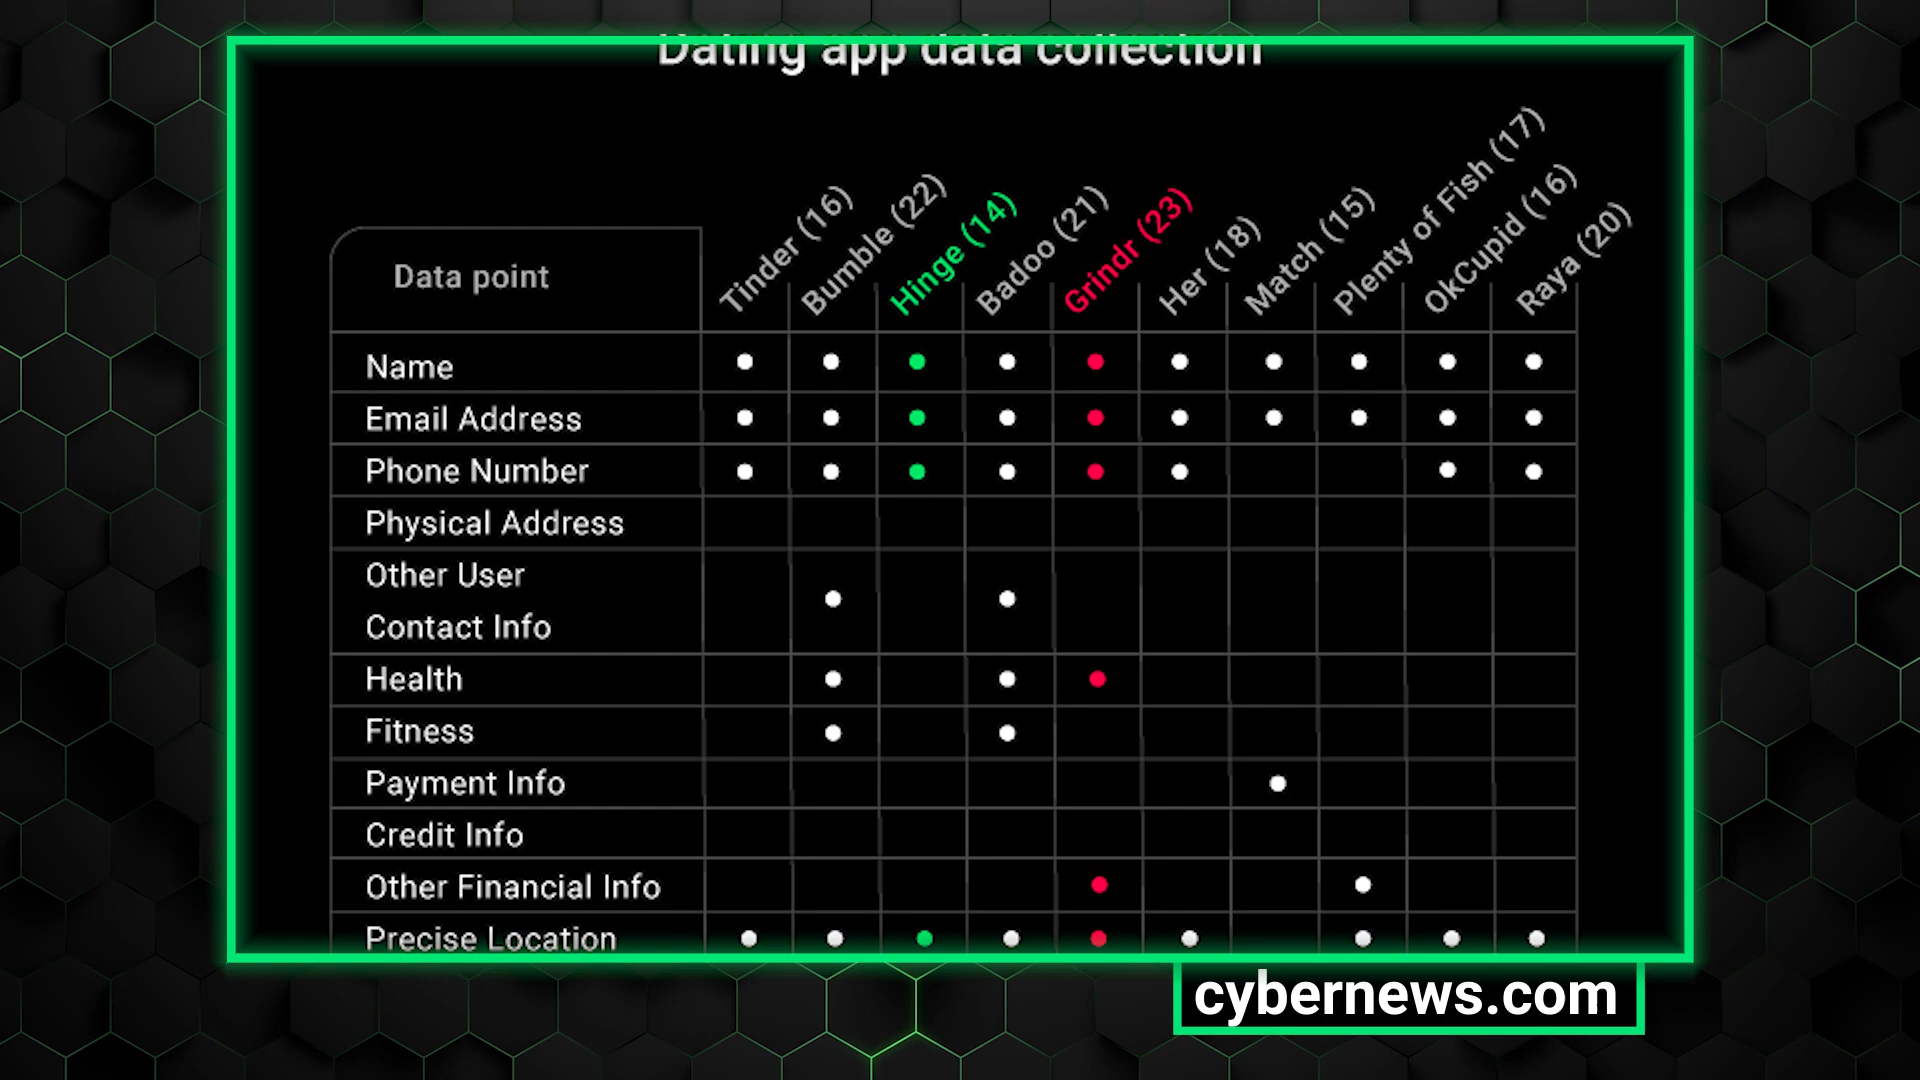 Dating app data collection
Data point
Tinder (16)
Bumble (22)
Hinge (14)
Badoo (21)
Grindr (23)
Her (18)
Match (15)
Plenty of Fish (17)
OkCupid (16)
Raya (20)
Name
Email Address
Phone Number
Physical Address
Other User
Contact Info
Health
Fitness
Payment Info
Credit Info
Other Financial Info
Precise Location
cybernews.com